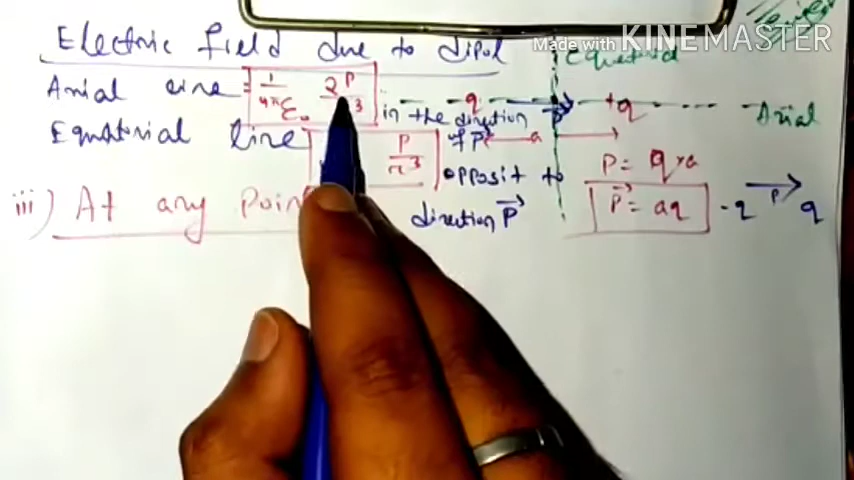 Made with KINEMASTER
Electric field due to dipol
Equatorial
Axial line = 1/4πε₀ 2P/r³ in the direction of P
-q +q Axial
a
Equatorial line P/r³ opposit to direction P⃗
P = q×a
iii) At any Point
P⃗ = aq
-q P q